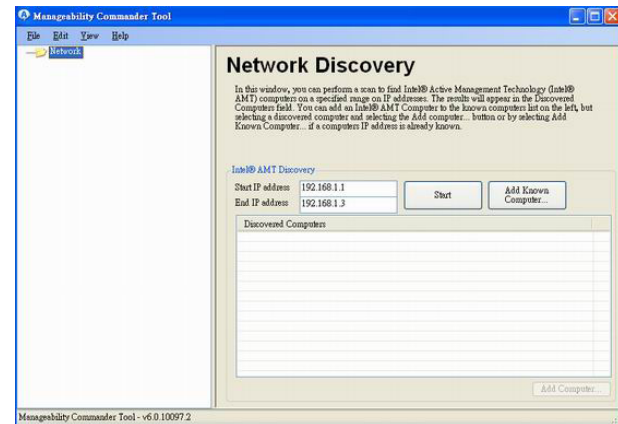 Manageability Commander Tool
File Edit View Help
Network
Network Discovery
In this window, you can perform a scan to find Intel® Active Management Technology (Intel®
AMT) computers on a specified range on IP addresses. The results will appear in the Discovered
Computers field. You can add an Intel® AMT Computer to the known computers list on the left, but
selecting a discovered computer and selecting the Add computer... button or by selecting Add
Known Computer... if a computers IP address is already known.
Intel® AMT Discovery
Start IP address 192.168.1.1
End IP address 192.168.1.3
Start
Add Known
Computer...
Discovered Computers
Add Computer...
Manageability Commander Tool - v6.0.10097.2